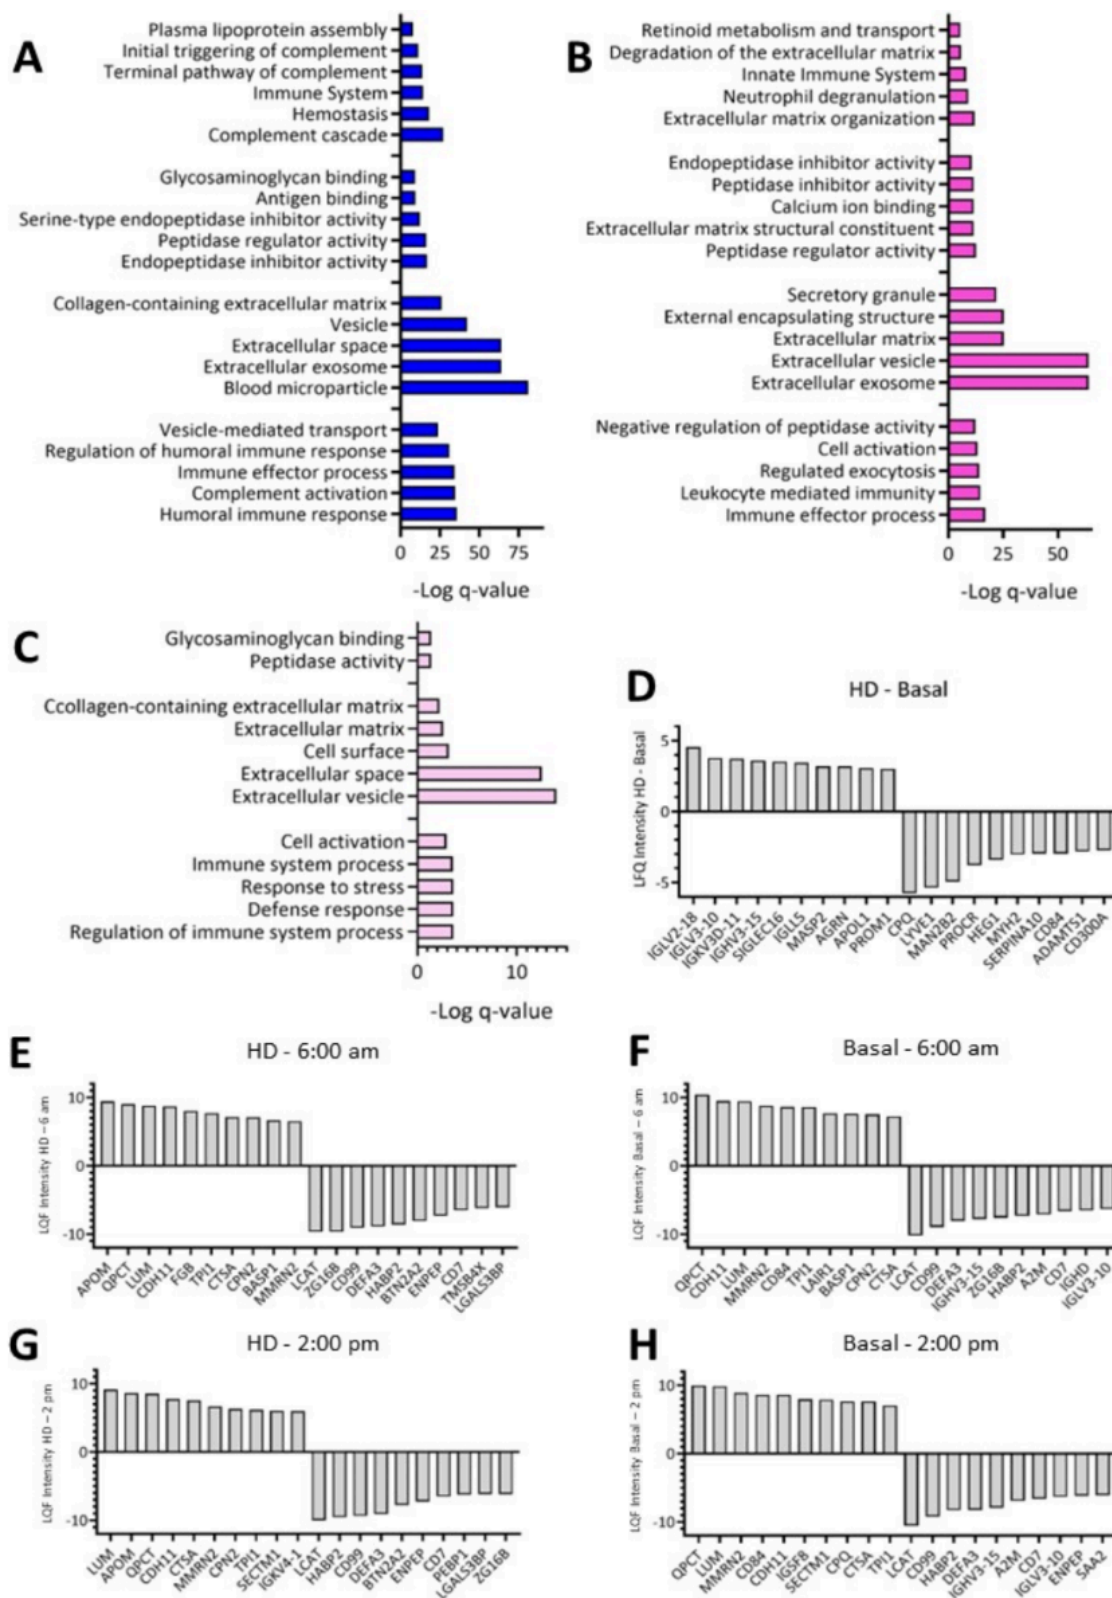 A
Plasma lipoprotein assembly
Initial triggering of complement
Terminal pathway of complement
Immune System
Hemostasis
Complement cascade
Glycosaminoglycan binding
Antigen binding
Serine-type endopeptidase inhibitor activity
Peptidase regulator activity
Endopeptidase inhibitor activity
Collagen-containing extracellular matrix
Vesicle
Extracellular space
Extracellular exosome
Blood microparticle
Vesicle-mediated transport
Regulation of humoral immune response
Immune effector process
Complement activation
Humoral immune response
0 25 50 75
-Log q-value
B
Retinoid metabolism and transport
Degradation of the extracellular matrix
Innate Immune System
Neutrophil degranulation
Extracellular matrix organization
Endopeptidase inhibitor activity
Peptidase inhibitor activity
Calcium ion binding
Extracellular matrix structural constituent
Peptidase regulator activity
Secretory granule
External encapsulating structure
Extracellular matrix
Extracellular vesicle
Extracellular exosome
Negative regulation of peptidase activity
Cell activation
Regulated exocytosis
Leukocyte mediated immunity
Immune effector process
0 50
-Log q-value
C
Glycosaminoglycan binding
Peptidase activity
Ccollagen-containing extracellular matrix
Extracellular matrix
Cell surface
Extracellular space
Extracellular vesicle
Cell activation
Immune system process
Response to stress
Defense response
Regulation of immune system process
0 10
-Log q-value
D
HD - Basal
LFQ Intensity HD - Basal
5
0
-5
IGLV2-18 IGLV3-10 IGKV3D-11 IGHV3-15 SIGLEC16 IGLL5 MASP2 AGRN APOL1 PROM1 CPQ LYVE1 MAN2B2 PROCR HEG1 MYH2 SERPINA10 CD84 ADAMTS1 CD300A
E
HD - 6:00 am
LQF Intensity HD – 6 am
10
0
-10
APOM QPCT LUM CDH11 FGB TPI1 CTSA CPN2 BASP1 MMRN2 LCAT ZG16B CD99 DEFA3 HABP2 BTN2A2 ENPEP CD7 TMSB4X LGALS3BP
F
Basal - 6:00 am
LQF Intensity Basal – 6 am
10
0
-10
QPCT CDH11 LUM MMRN2 CD84 TPI1 LAIR1 BASP1 CPN2 CTSA LCAT CD99 DEFA3 IGHV3-15 ZG16B HABP2 A2M CD7 IGHD IGLV3-10
G
HD - 2:00 pm
LQF Intensity HD – 2 pm
10
0
-10
LUM APOM QPCT CDH11 CTSA MMRN2 CPN2 TPI1 SECTM1 IGKV4-1 LCAT HABP2 CD99 DEFA3 BTN2A2 ENPEP CD7 PEBP1 LGALS3BP ZG16B
H
Basal - 2:00 pm
LQF Intensity Basal – 2 pm
10
0
-10
QPCT LUM MMRN2 CD84 CDH11 IGSF8 SECTM1 CPQ CTSA TPI1 LCAT CD99 HABP2 DEFA3 IGHV3-15 A2M CD7 IGLV3-10 ENPEP SAA2